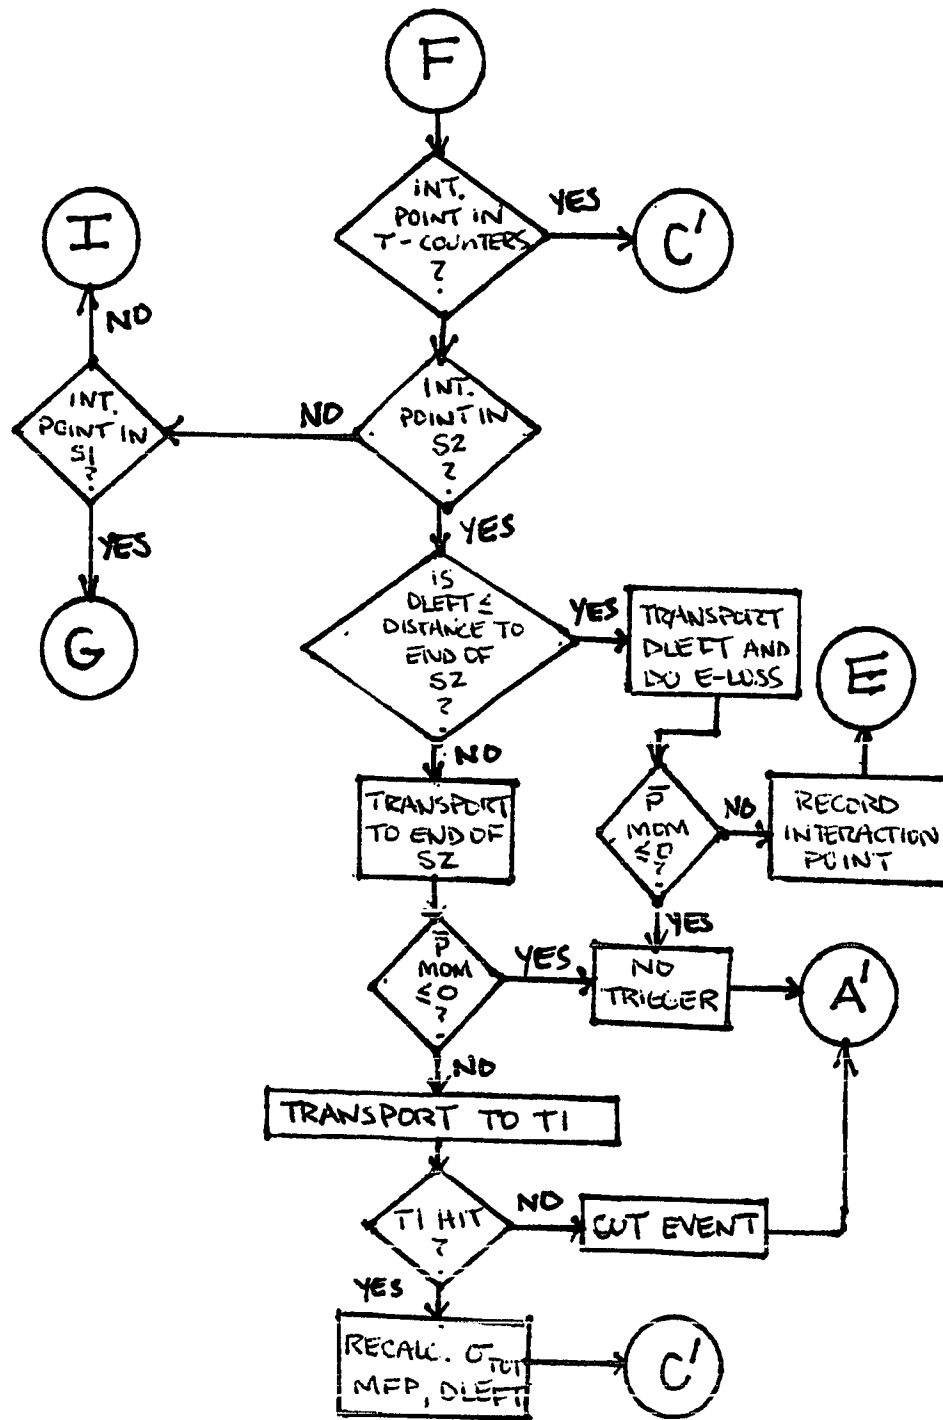 F
INT.
POINT IN
T-COUNTERS
?
YES
C'
I
NO
INT.
POINT IN
S1
?
YES
G
NO
INT.
POINT IN
S2
?
YES
IS
DLEFT ≤
DISTANCE TO
END OF
S2
?
YES
TRANSPORT
DLEFT AND
DO E-LOSS
E
NO
TRANSPORT
TO END OF
S2
P̅
MOM
≤0
?
NO
RECORD
INTERACTION
POINT
YES
P̅
MOM
≤0
?
YES
NO
TRIGGER
A'
NO
TRANSPORT TO T1
T1 HIT
?
NO
CUT EVENT
YES
RECALC. σTOT
MFP, DLEFT
C'